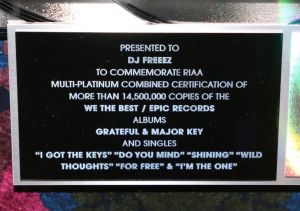 PRESENTED TO
DJ FREEEZ
TO COMMEMORATE RIAA
MULTI-PLATINUM COMBINED CERTIFICATION OF
MORE THAN 14,500,000 COPIES OF THE
WE THE BEST / EPIC RECORDS
ALBUMS
GRATEFUL & MAJOR KEY
AND SINGLES
"I GOT THE KEYS" "DO YOU MIND" "SHINING" "WILD
THOUGHTS" "FOR FREE" & "I'M THE ONE"